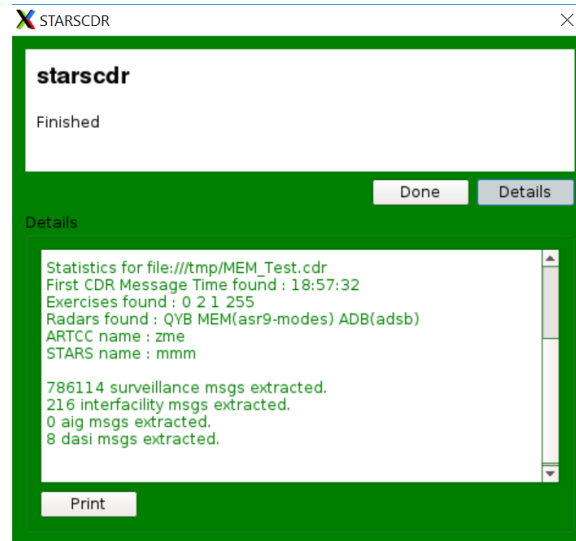 STARSCDR
starscdr
Finished
Done Details
Details
Statistics for file:///tmp/MEM_Test.cdr
First CDR Message Time found : 18:57:32
Exercises found : 0 2 1 255
Radars found : QYB MEM(asr9-modes) ADB(adsb)
ARTCC name : zme
STARS name : mmm
786114 surveillance msgs extracted.
216 interfacility msgs extracted.
0 aig msgs extracted.
8 dasi msgs extracted.
Print